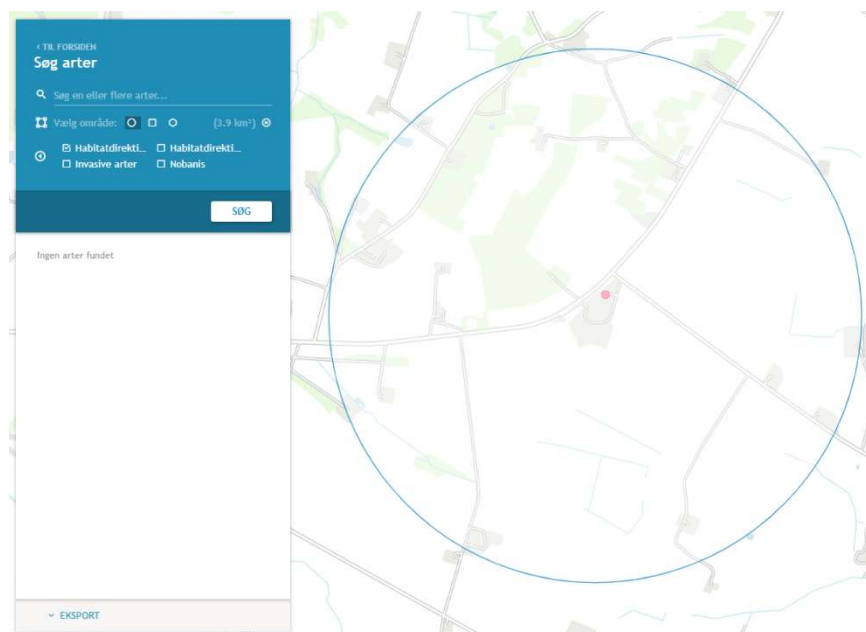 ‹ TIL FORSIDEN
Søg arter
Søg en eller flere arter...
Vælg område: (3.9 km²)
Habitatdirekti... Habitatdirekti...
Invasive arter Nobanis
SØG
Ingen arter fundet
EKSPORT